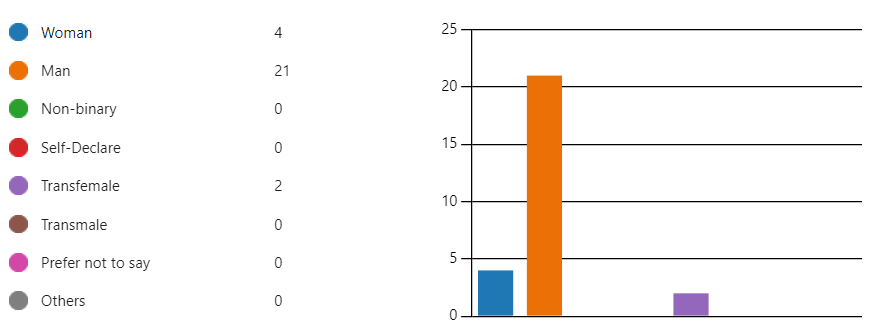 Woman 4
Man 21
Non-binary 0
Self-Declare 0
Transfemale 2
Transmale 0
Prefer not to say 0
Others 0
25
20
15
10
5
0